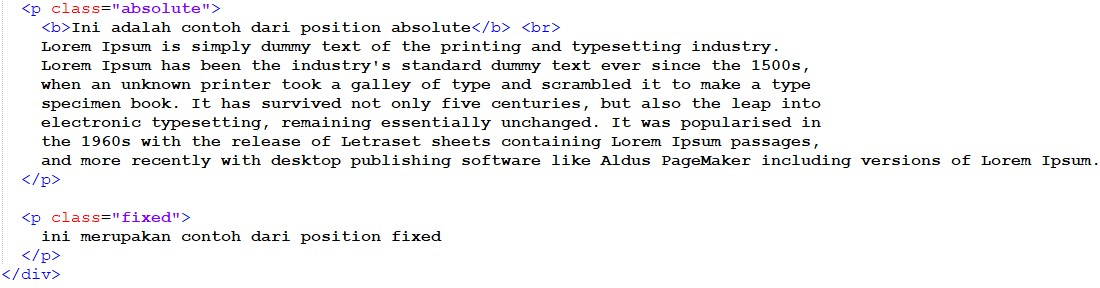 <p class="absolute">
<b>Ini adalah contoh dari position absolute</b> <br>
Lorem Ipsum is simply dummy text of the printing and typesetting industry.
Lorem Ipsum has been the industry's standard dummy text ever since the 1500s,
when an unknown printer took a galley of type and scrambled it to make a type
specimen book. It has survived not only five centuries, but also the leap into
electronic typesetting, remaining essentially unchanged. It was popularised in
the 1960s with the release of Letraset sheets containing Lorem Ipsum passages,
and more recently with desktop publishing software like Aldus PageMaker including versions of Lorem Ipsum.
</p>
<p class="fixed">
ini merupakan contoh dari position fixed
</p>
</div>